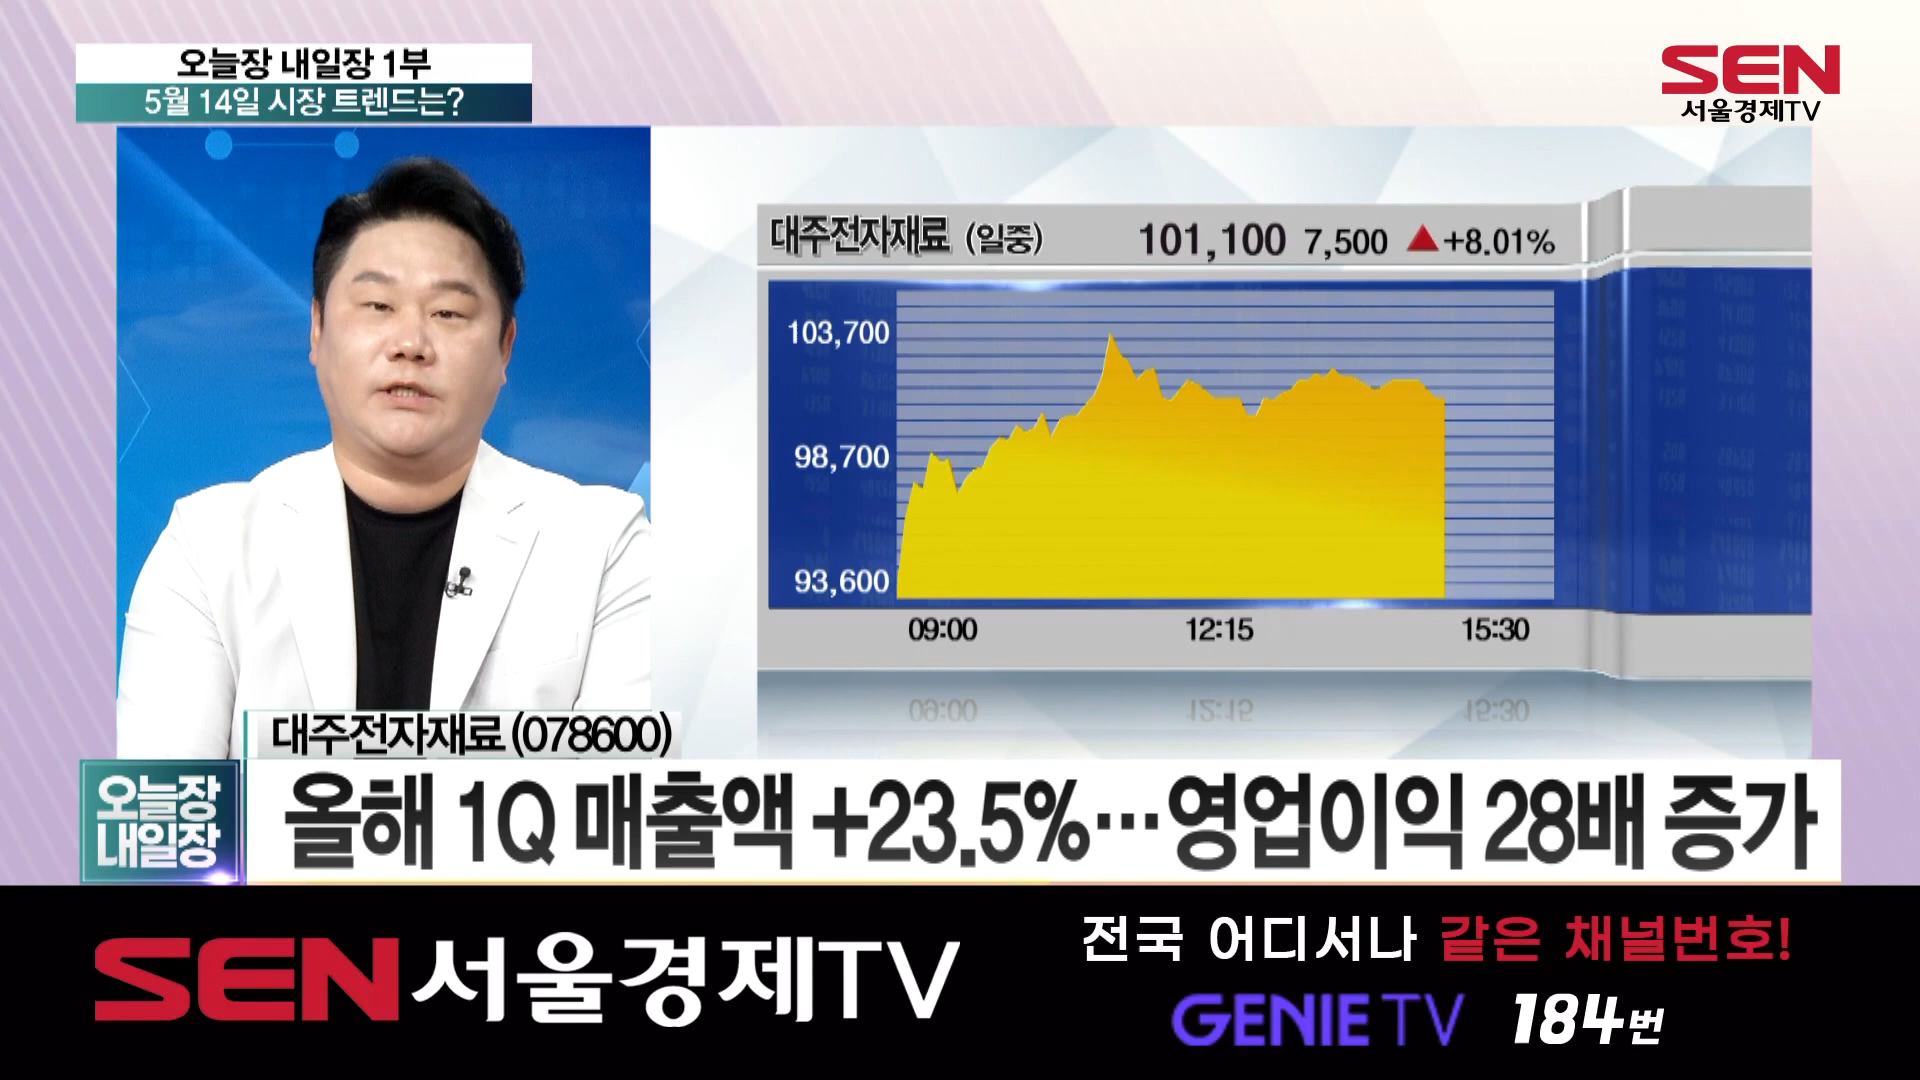 오늘장 내일장 1부
5월 14일 시장 트렌드는?
SEN
서울경제TV
대주전자재료 (일중) 101,100 7,500 ▲+8.01%
103,700
98,700
93,600
09:00 12:15 15:30
대주전자재료 (078600)
오늘장
내일장
올해 1Q 매출액 +23.5%…영업이익 28배 증가
SEN 서울경제TV
전국 어디서나 같은 채널번호!
GENIE TV 184번